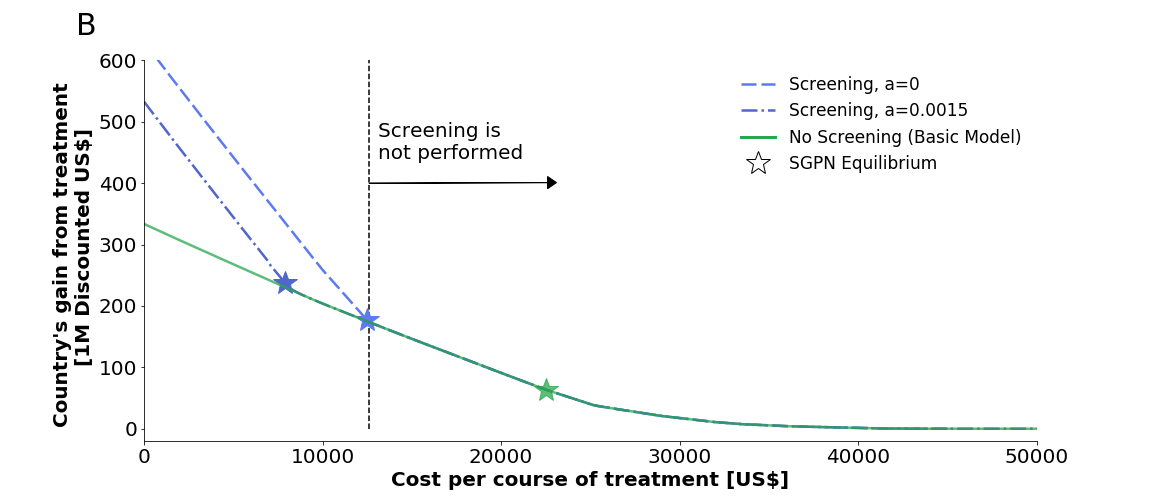 B
600
500
400
300
200
100
0
Country's gain from treatment
[1M Discounted US$]
Screening is
not performed
Screening, a=0
Screening, a=0.0015
No Screening (Basic Model)
SGPN Equilibrium
0 10000 20000 30000 40000 50000
Cost per course of treatment [US$]